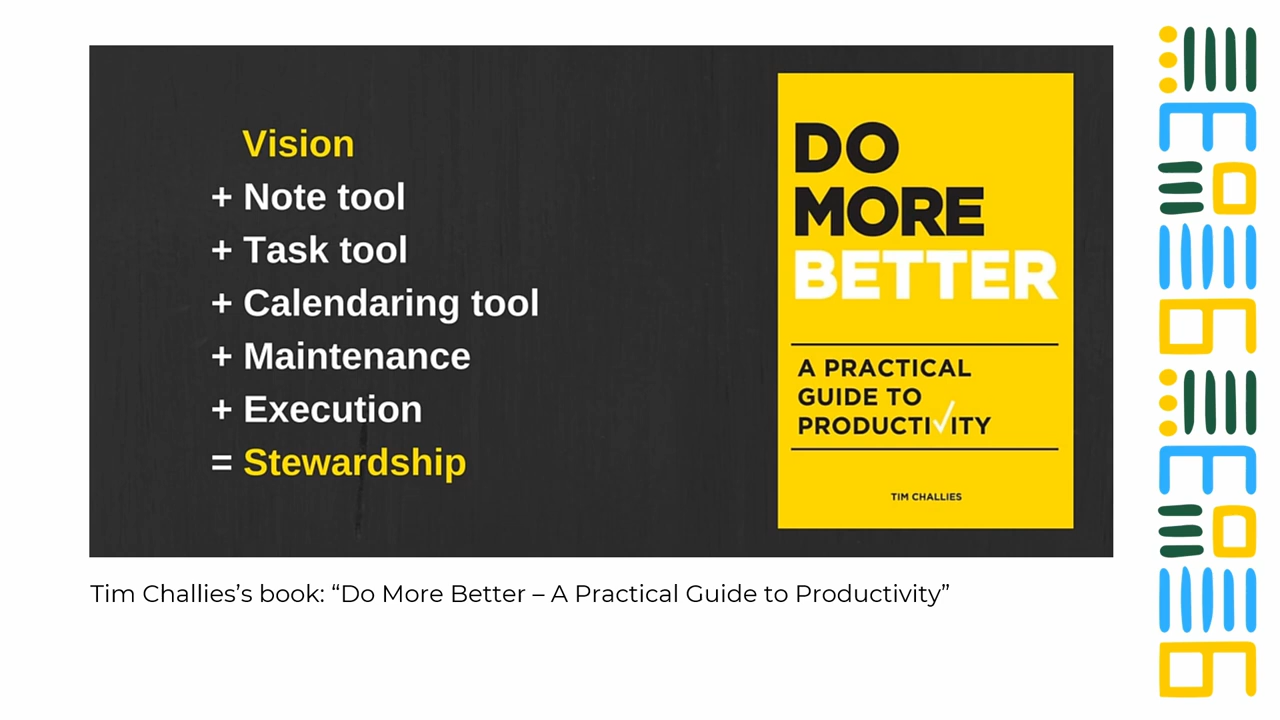 Vision
+ Note tool
+ Task tool
+ Calendaring tool
+ Maintenance
+ Execution
= Stewardship
DO
MORE
BETTER
A PRACTICAL
GUIDE TO
PRODUCTIVITY
TIM CHALLIES
Tim Challies’s book: “Do More Better – A Practical Guide to Productivity”